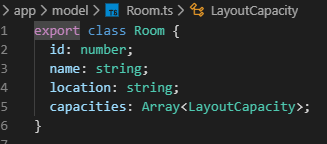 > app > model > TS Room.ts > LayoutCapacity
1 export class Room {
2 id: number;
3 name: string;
4 location: string;
5 capacities: Array<LayoutCapacity>;
6 }